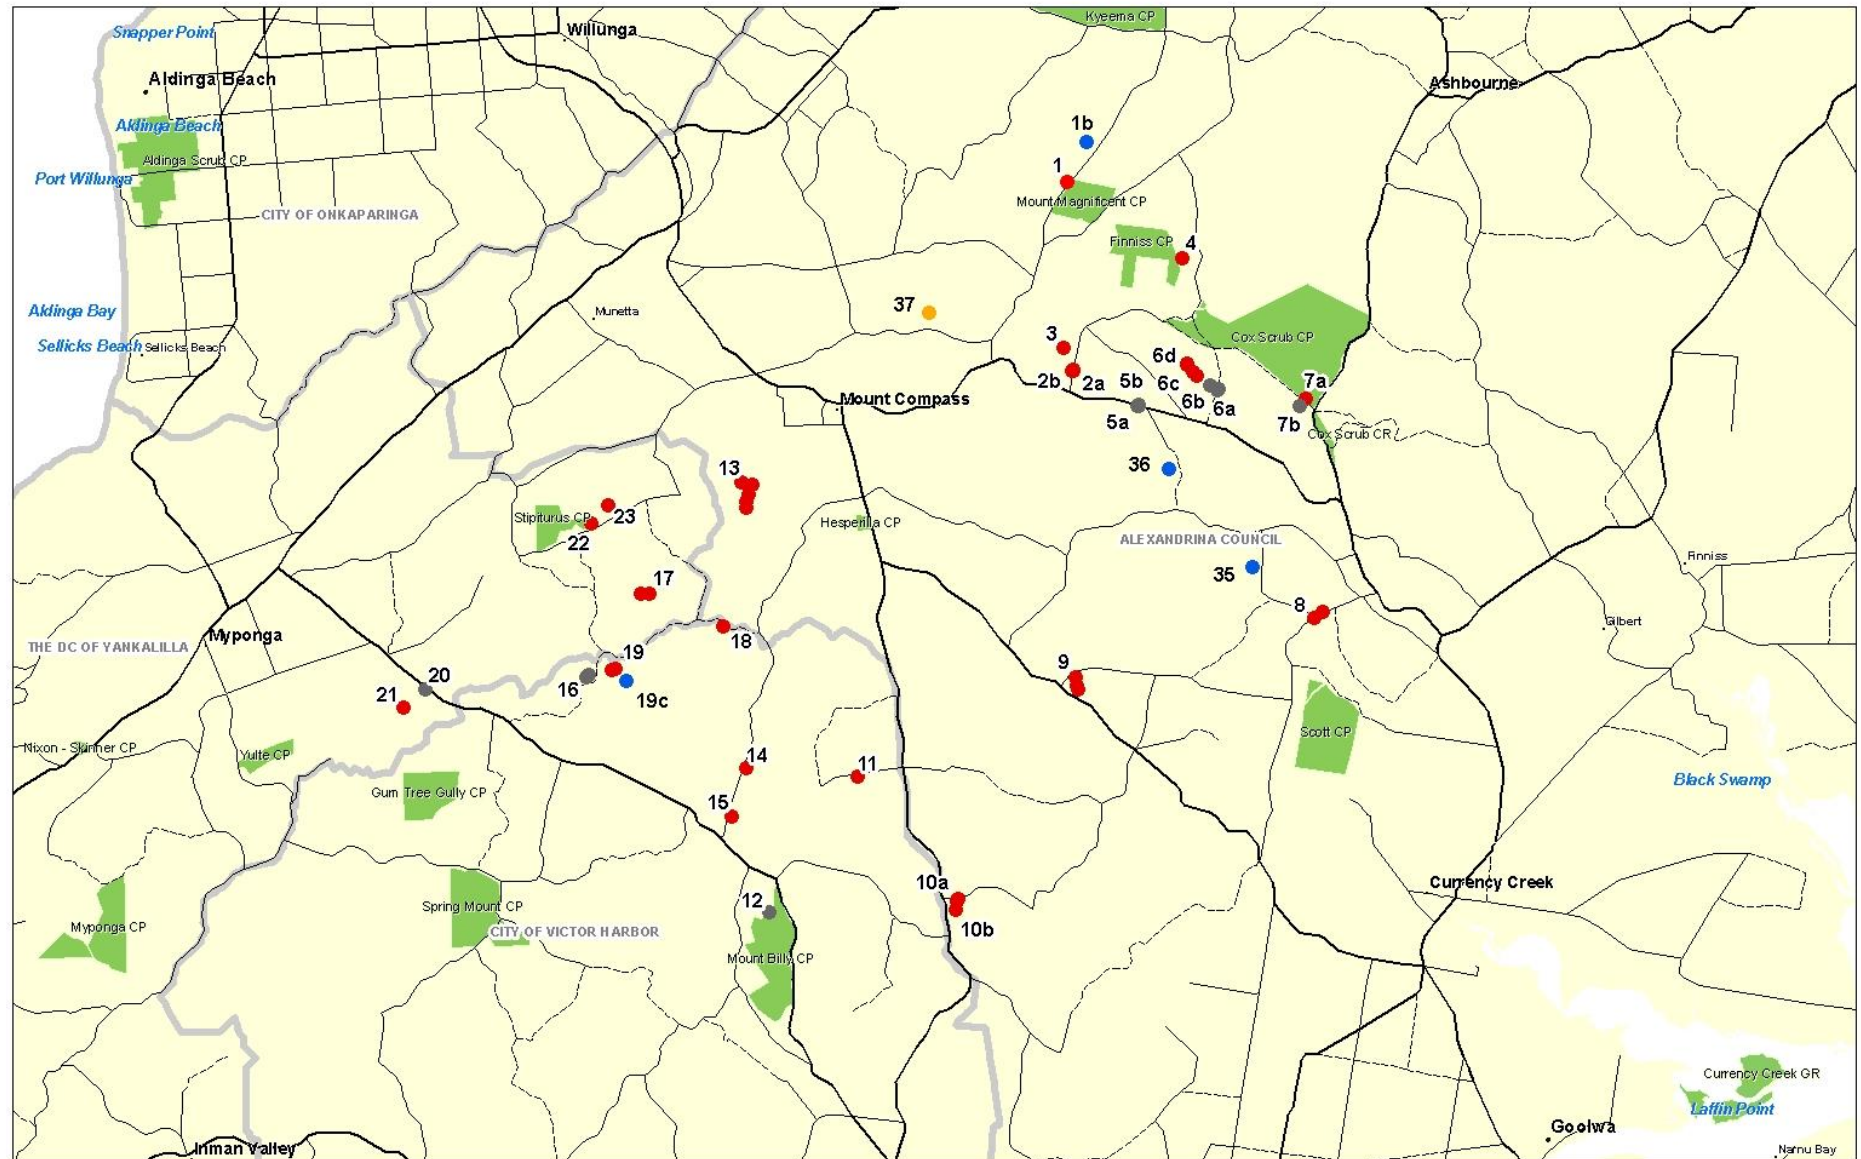 Kyeema CP
Snapper Point
Willunga
Aldinga Beach
Ashbourne
Aldinga Beach
1b
Aldinga Scrub CP
1
Port Willunga
Mount Magnificent CP
CITY OF ONKAPARINGA
Finniss CP
4
37
Aldinga Bay
Munetta
Sellicks Beach
Sellicks Beach
3
Cox Scrub CP
6d
2b
2a
5b
6c
7a
Mount Compass
6b
6a
5a
7b
Cox Scrub CR
13
36
Stipiturus CP
23
Hesperilla CP
22
ALEXANDRINA COUNCIL
Finniss
35
17
8
Gilbert
Myponga
THE DC OF YANKALILLA
18
19
9
20
16
21
19c
Scott CP
Nixon - Skinner CP
Yulte CP
14
11
Black Swamp
Gum Tree Gully CP
15
10a
Currency Creek
12
Spring Mount CP
Myponga CP
CITY OF VICTOR HARBOR
10b
Mount Billy CP
Currency Creek GR
Laffin Point
Goolwa
Inman Valley
Narnu Bay